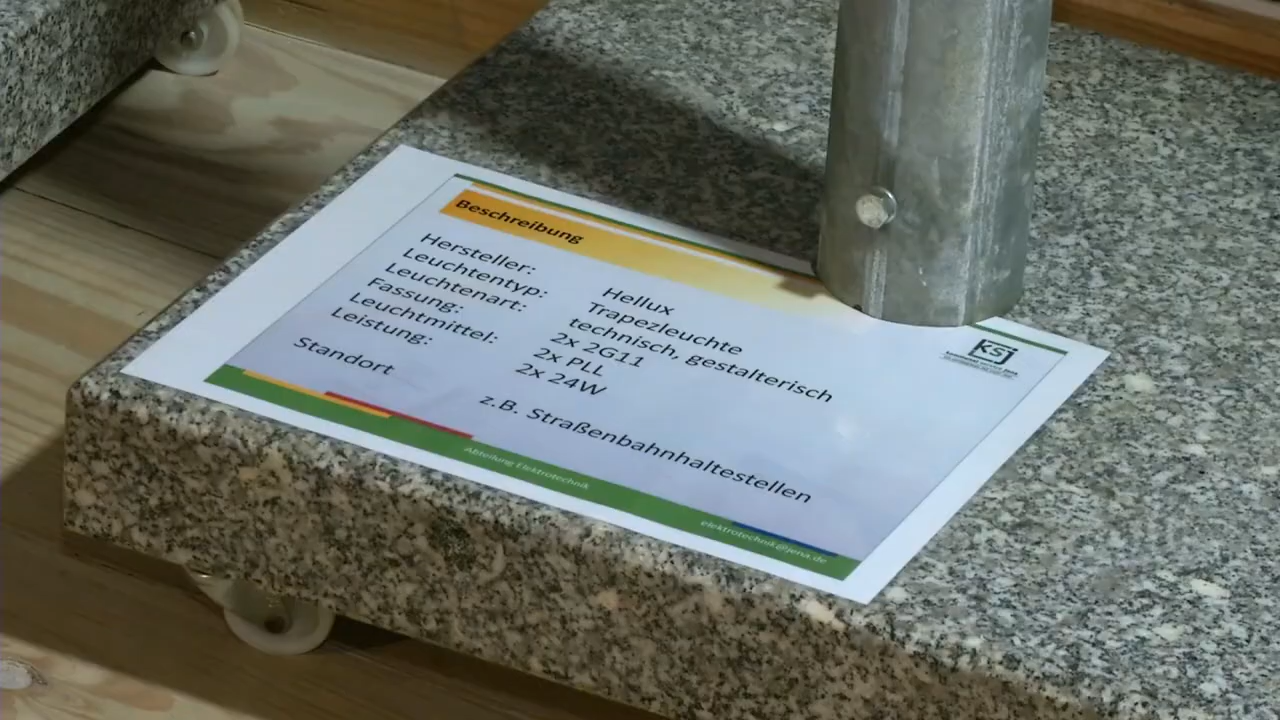 Beschreibung
Hersteller: Hellux
Leuchtentyp: Trapezleuchte
Leuchtenart: technisch, gestalterisch
Fassung: 2x 2G11
Leuchtmittel: 2x PLL
Leistung: 2x 24W
Standort z.B. Straßenbahnhaltestellen
ksj
Abteilung Elektrotechnik
elektrotechnik@jena.de